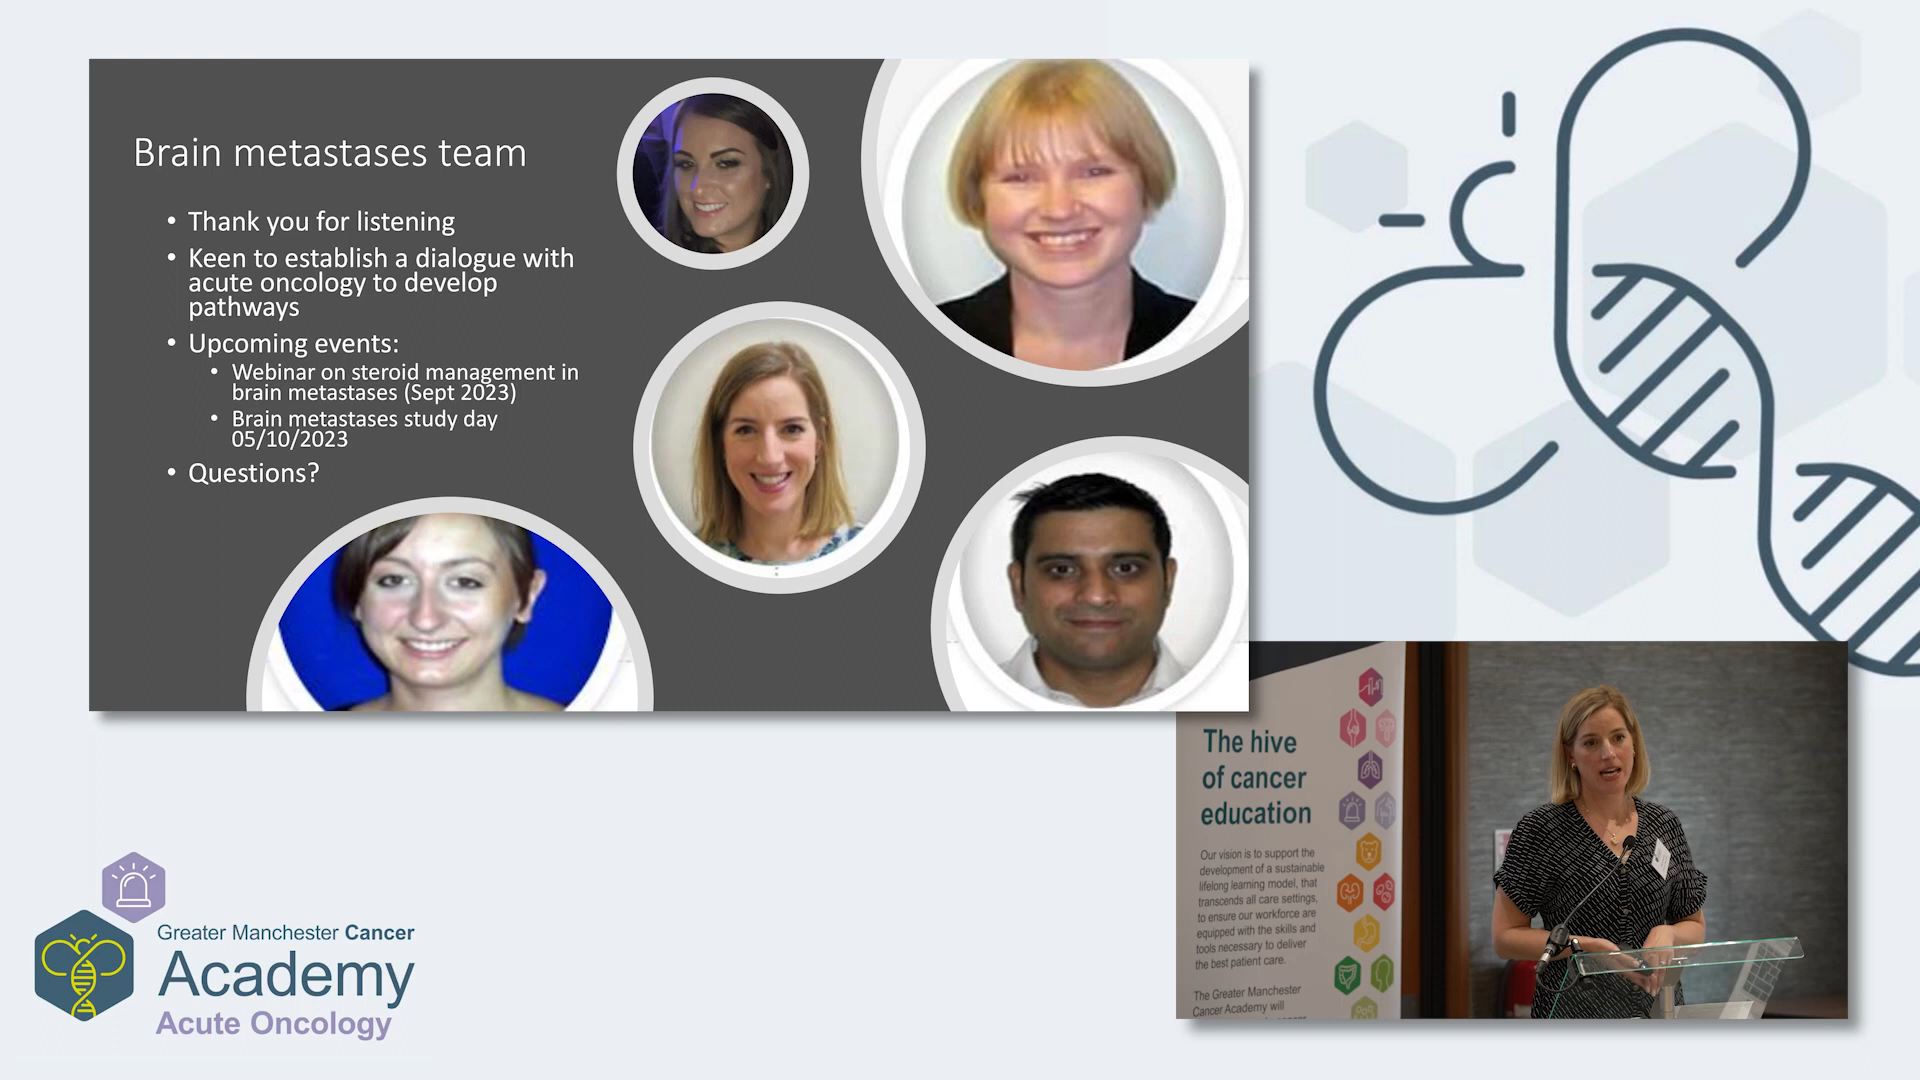 Brain metastases team
• Thank you for listening
• Keen to establish a dialogue with
acute oncology to develop
pathways
• Upcoming events:
• Webinar on steroid management in
brain metastases (Sept 2023)
• Brain metastases study day
05/10/2023
• Questions?
The hive
of cancer
education
Our vision is to support the
development of a sustainable
lifelong learning model, that
transcends all care settings,
to ensure our workforce are
equipped with the skills and
tools necessary to deliver
the best patient care.
The Greater Manchester
Cancer Academy will
Greater Manchester Cancer
Academy
Acute Oncology